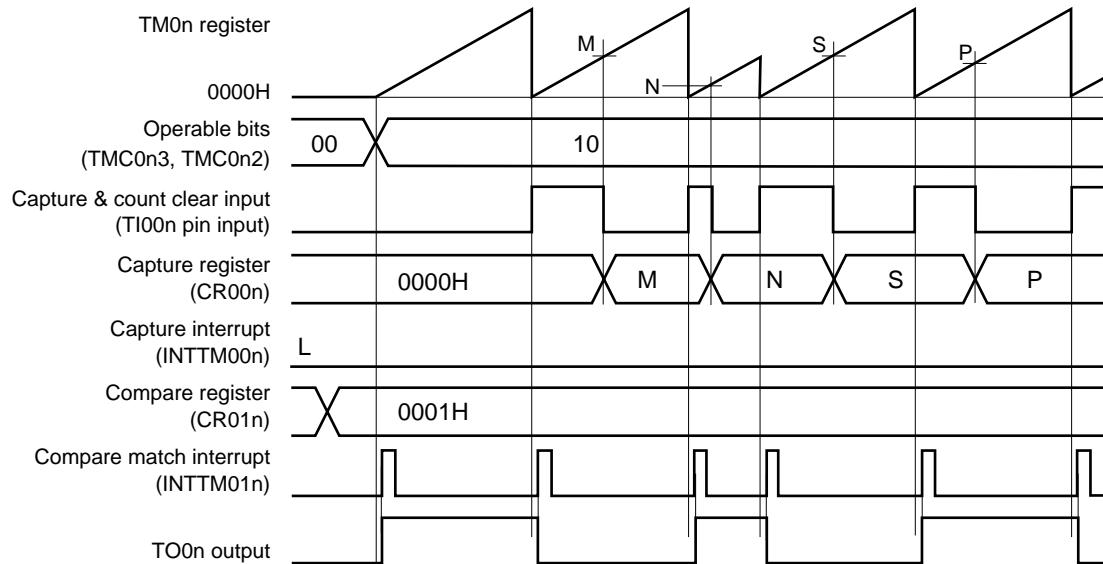 TM0n register
M
S
P
N
0000H
Operable bits
(TMC0n3, TMC0n2)
00
10
Capture & count clear input
(TI00n pin input)
Capture register
(CR00n)
0000H
M
N
S
P
Capture interrupt
(INTTM00n)
L
Compare register
(CR01n)
0001H
Compare match interrupt
(INTTM01n)
TO0n output